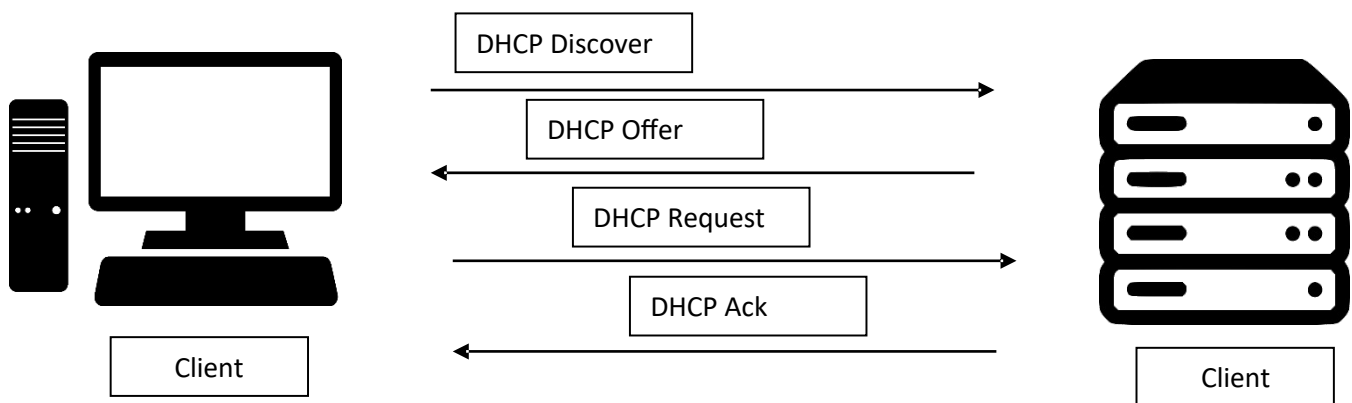 DHCP Discover
DHCP Offer
DHCP Request
DHCP Ack
Client
Client